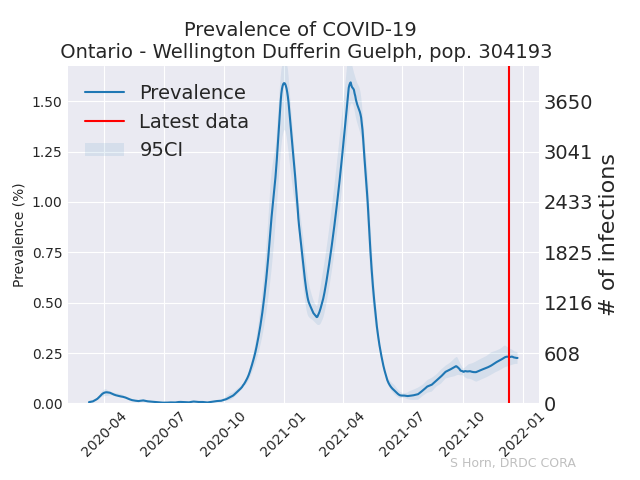 Prevalence of COVID-19
Ontario - Wellington Dufferin Guelph, pop. 304193
Prevalence
Latest data
95CI
Prevalence (%)
1.50
1.25
1.00
0.75
0.50
0.25
0.00
3650
3041
2433
1825
1216
608
0
# of infections
2020-04
2020-07
2020-10
2021-01
2021-04
2021-07
2021-10
2022-01
S Horn, DRDC CORA